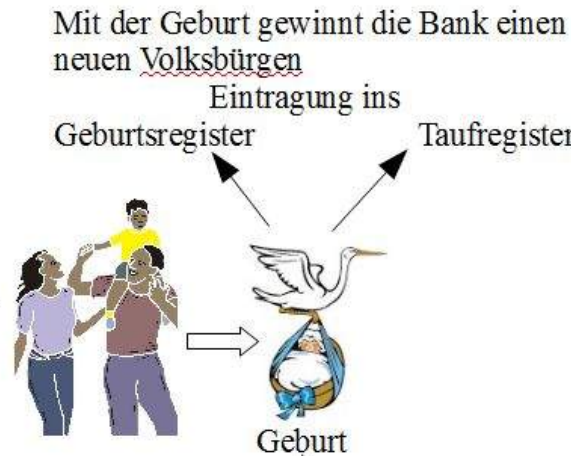 Mit der Geburt gewinnt die Bank einen
neuen Volksbürgen
Eintragung ins
Geburtsregister Taufregister
Geburt